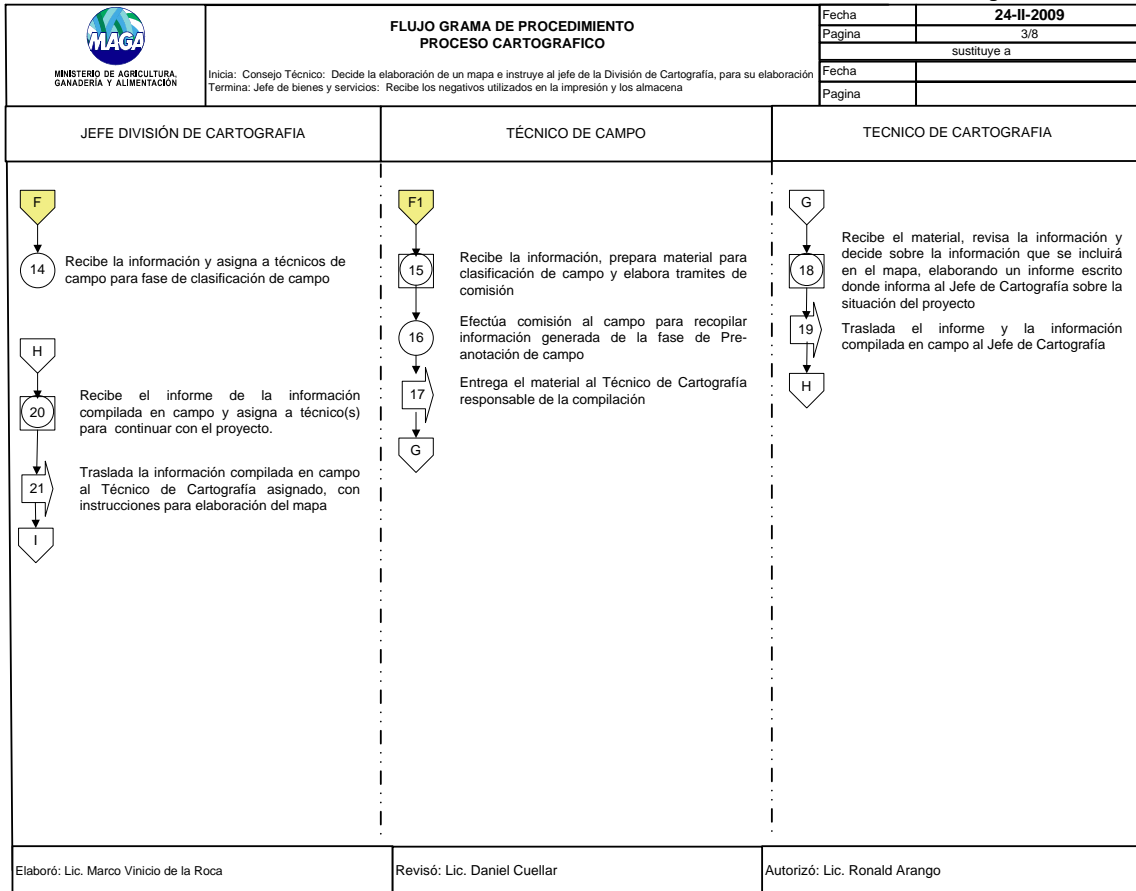 MAGA
MINISTERIO DE AGRICULTURA,
GANADERÍA Y ALIMENTACIÓN
FLUJO GRAMA DE PROCEDIMIENTO
PROCESO CARTOGRAFICO
Inicia: Consejo Técnico: Decide la elaboración de un mapa e instruye al jefe de la División de Cartografía, para su elaboración
Termina: Jefe de bienes y servicios: Recibe los negativos utilizados en la impresión y los almacena
Fecha 24-II-2009
Pagina 3/8
sustituye a
Fecha
Pagina
JEFE DIVISIÓN DE CARTOGRAFIA
TÉCNICO DE CAMPO
TECNICO DE CARTOGRAFIA
F
14
Recibe la información y asigna a técnicos de
campo para fase de clasificación de campo
H
20
Recibe el informe de la información
compilada en campo y asigna a técnico(s)
para continuar con el proyecto.
21
Traslada la información compilada en campo
al Técnico de Cartografía asignado, con
instrucciones para elaboración del mapa
I
F1
15
Recibe la información, prepara material para
clasificación de campo y elabora tramites de
comisión
16
Efectúa comisión al campo para recopilar
información generada de la fase de Pre-
anotación de campo
17
Entrega el material al Técnico de Cartografía
responsable de la compilación
G
G
18
Recibe el material, revisa la información y
decide sobre la información que se incluirá
en el mapa, elaborando un informe escrito
donde informa al Jefe de Cartografía sobre la
situación del proyecto
19
Traslada el informe y la información
compilada en campo al Jefe de Cartografía
H
Elaboró: Lic. Marco Vinicio de la Roca
Revisó: Lic. Daniel Cuellar
Autorizó: Lic. Ronald Arango